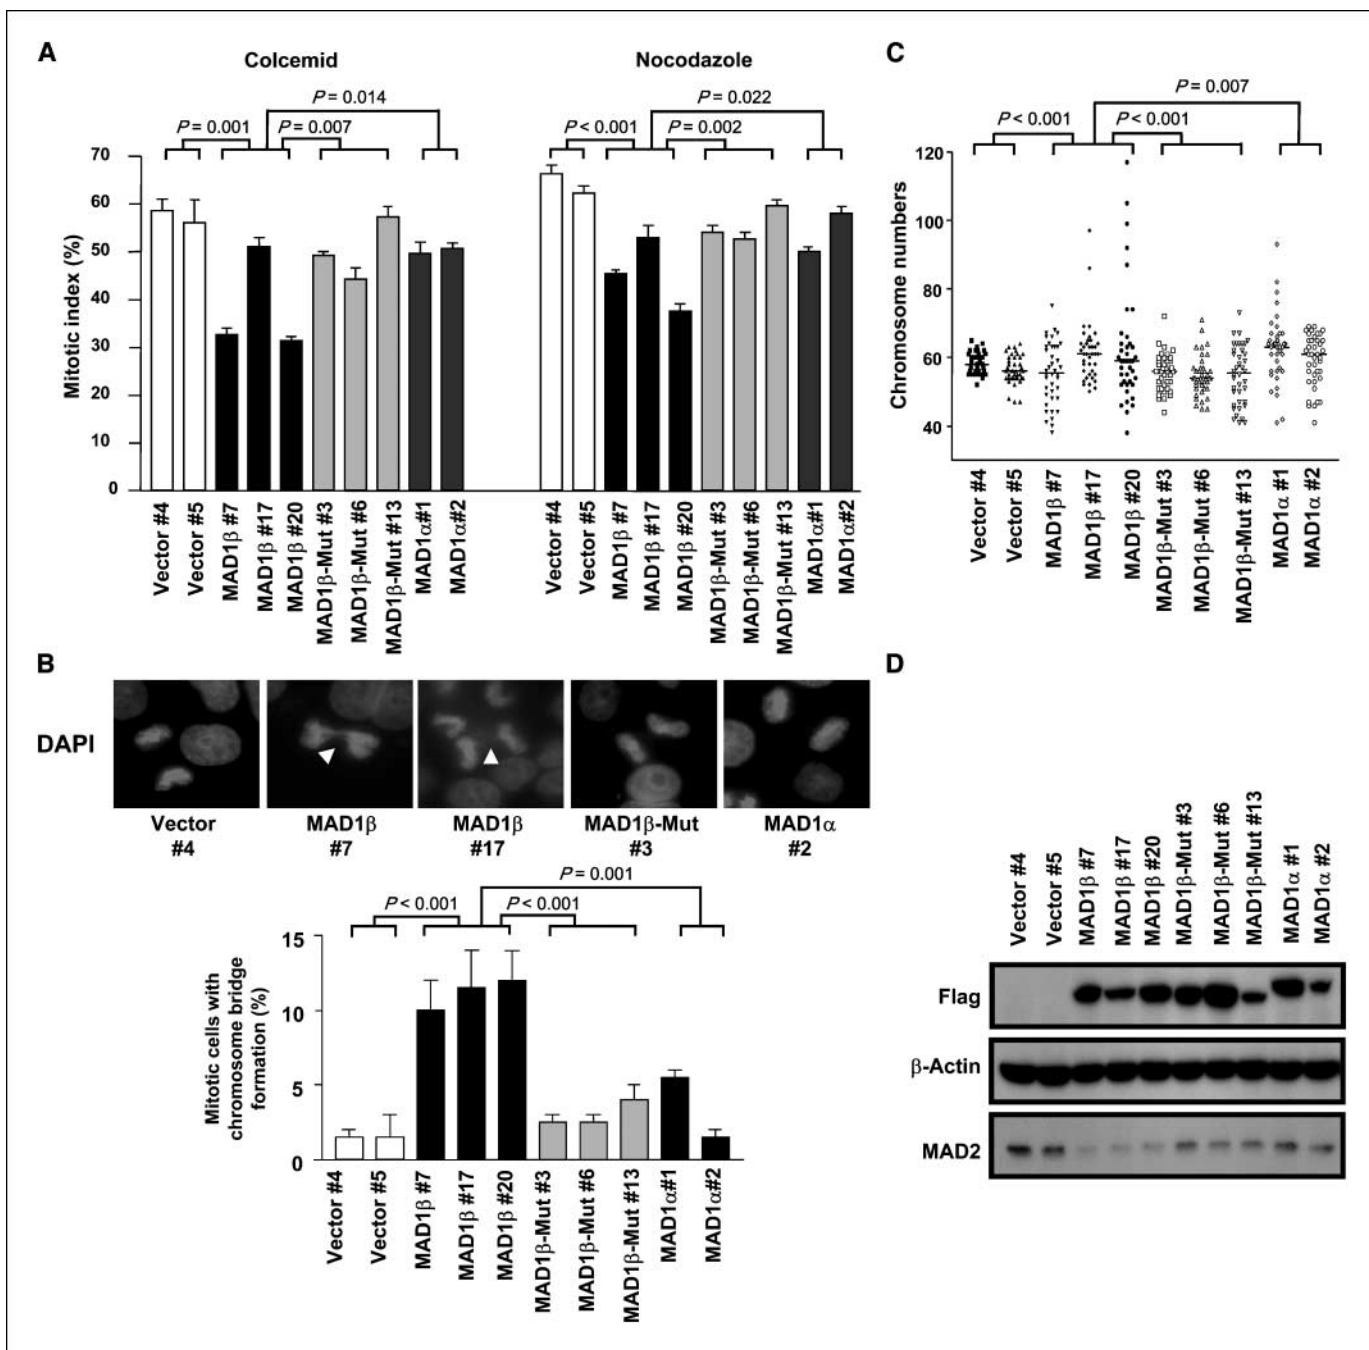 A
Colcemid
Nocodazole
P = 0.014
P = 0.001
P = 0.007
P = 0.022
P < 0.001
P = 0.002
Mitotic index (%)
70
60
50
40
30
20
10
0
Vector #4
Vector #5
MAD1β #7
MAD1β #17
MAD1β #20
MAD1β-Mut #3
MAD1β-Mut #6
MAD1β-Mut #13
MAD1α#1
MAD1α#2
Vector #4
Vector #5
MAD1β #7
MAD1β #17
MAD1β #20
MAD1β-Mut #3
MAD1β-Mut #6
MAD1β-Mut #13
MAD1α#1
MAD1α#2
B
DAPI
Vector
#4
MAD1β
#7
MAD1β
#17
MAD1β-Mut
#3
MAD1α
#2
P = 0.001
P < 0.001
P < 0.001
Mitotic cells with
chromosome bridge
formation (%)
15
10
5
0
Vector #4
Vector #5
MAD1β #7
MAD1β #17
MAD1β #20
MAD1β-Mut #3
MAD1β-Mut #6
MAD1β-Mut #13
MAD1α#1
MAD1α#2
C
P = 0.007
P < 0.001
P < 0.001
Chromosome numbers
120
100
80
60
40
Vector #4
Vector #5
MAD1β #7
MAD1β #17
MAD1β #20
MAD1β-Mut #3
MAD1β-Mut #6
MAD1β-Mut #13
MAD1α #1
MAD1α #2
D
Vector #4
Vector #5
MAD1β #7
MAD1β #17
MAD1β #20
MAD1β-Mut #3
MAD1β-Mut #6
MAD1β-Mut #13
MAD1α #1
MAD1α #2
Flag
β-Actin
MAD2